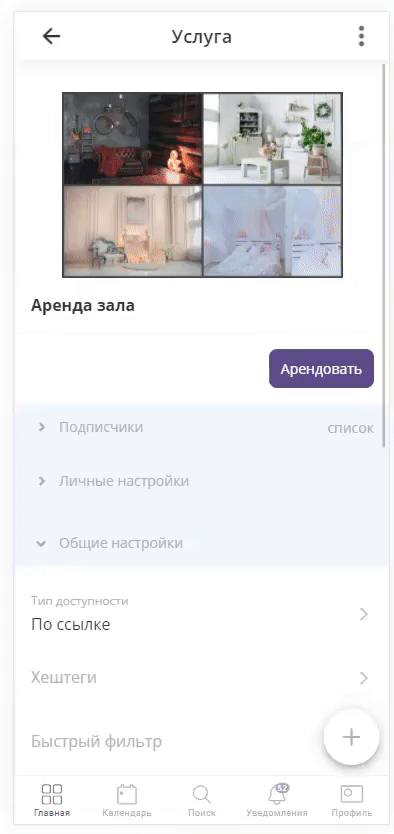 Услуга
Аренда зала
Арендовать
Подписчики список
Личные настройки
Общие настройки
Тип доступности
По ссылке
Хештеги
Быстрый фильтр
52
Главная Календарь Поиск Уведомления Профиль